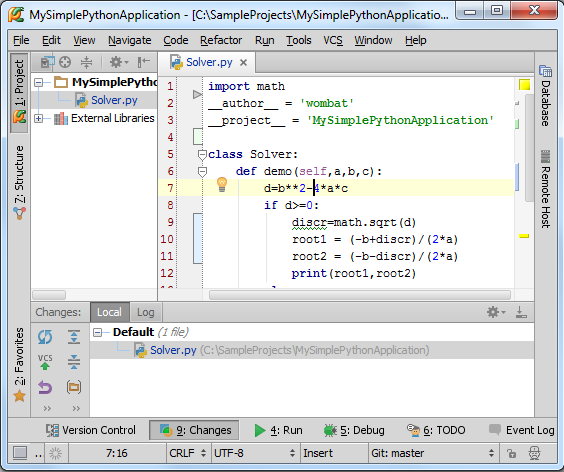 MySimplePythonApplication - [C:\SampleProjects\MySimplePythonApplicatio...
File Edit View Navigate Code Refactor Run Tools VCS Window Help
1: Project
7: Structure
2: Favorites
MySimplePytho
Solver.py
External Libraries
Solver.py
1 import math
2 __author__ = 'wombat'
3 __project__ = 'MySimplePythonApplication'
4
5 class Solver:
6 def demo(self,a,b,c):
7 d=b**2-4*a*c
8 if d>=0:
9 discr=math.sqrt(d)
10 root1 = (-b+discr)/(2*a)
11 root2 = (-b-discr)/(2*a)
12 print(root1,root2)
Database
Remote Host
Changes: Local Log
VCS
Default (1 file)
Solver.py (C:\SampleProjects\MySimplePythonApplication)
Version Control 9: Changes 4: Run 5: Debug 6: TODO Event Log
7:16 CRLF UTF-8 Insert Git: master